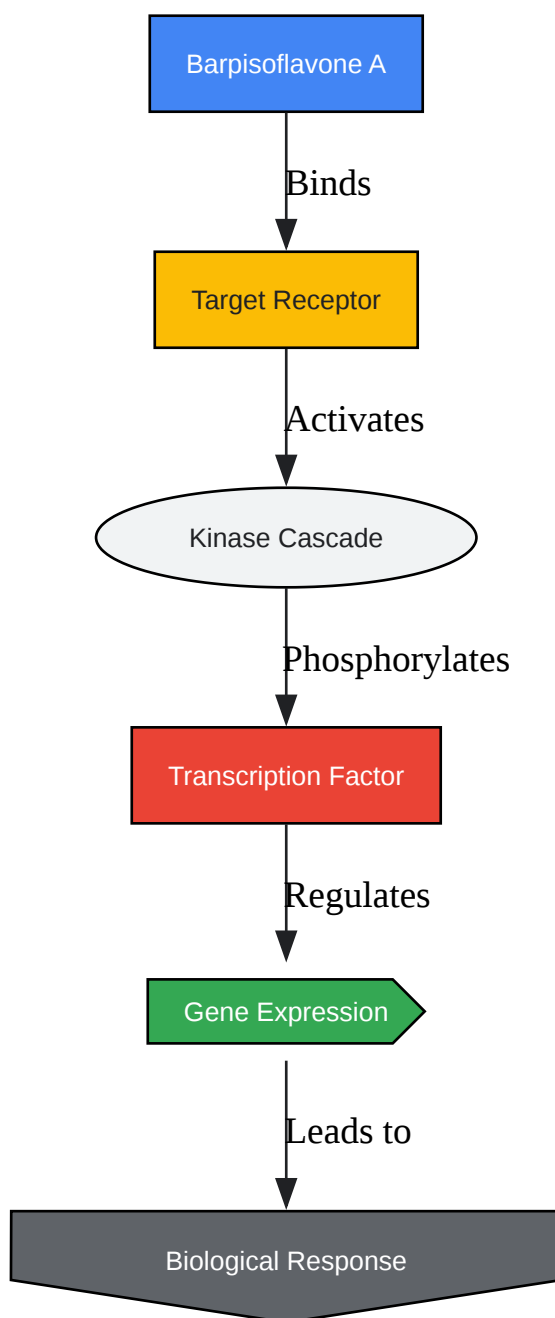 Barpisoflavone A
Binds
Target Receptor
Activates
Kinase Cascade
Phosphorylates
Transcription Factor
Regulates
Gene Expression
Leads to
Biological Response